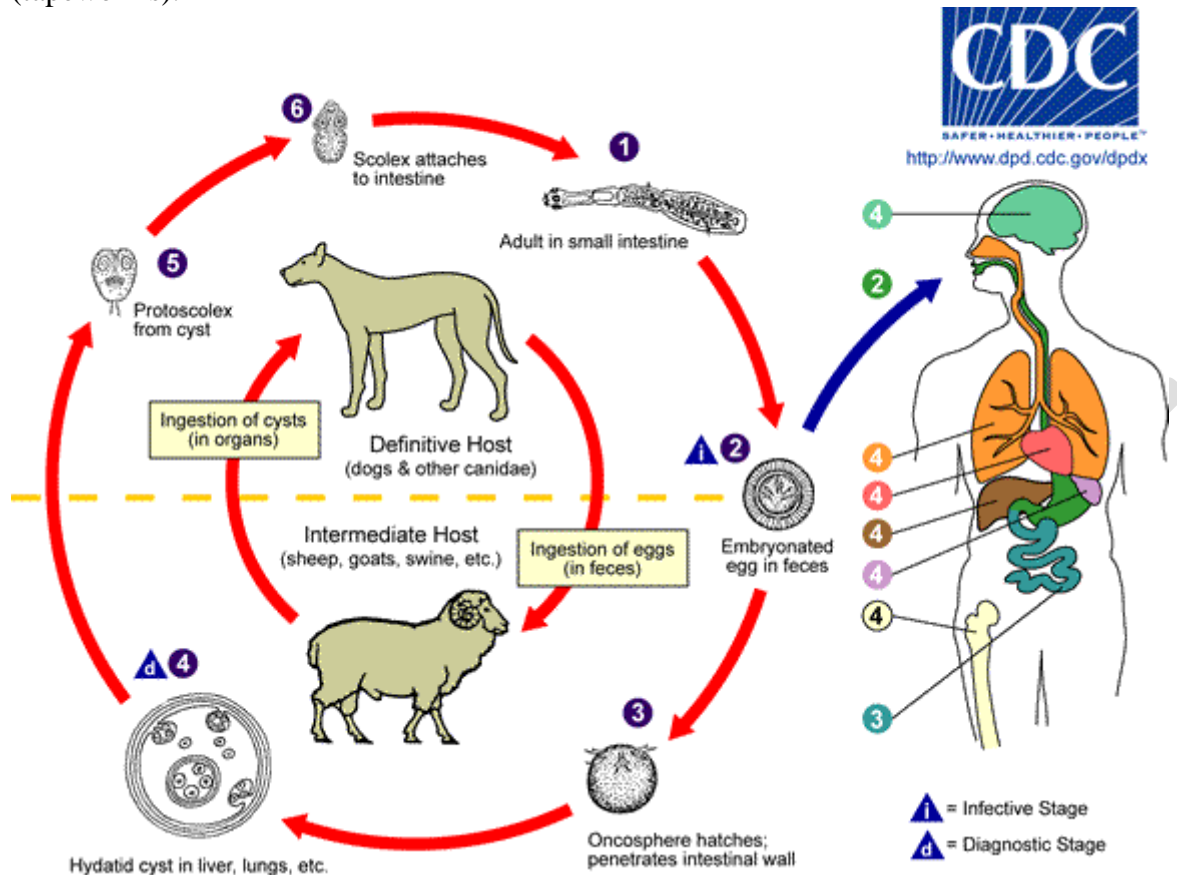 CDC
SAFER•HEALTHIER•PEOPLE™
http://www.dpd.cdc.gov/dpdx
6
Scolex attaches
to intestine
1
Adult in small intestine
5
Protoscolex
from cyst
Ingestion of cysts
(in organs)
Definitive Host
(dogs & other canidae)
i 2
Embryonated
egg in feces
Intermediate Host
(sheep, goats, swine, etc.)
Ingestion of eggs
(in feces)
d 4
Hydatid cyst in liver, lungs, etc.
3
Oncosphere hatches;
penetrates intestinal wall
4
2
4
4
4
4
4
3
i = Infective Stage
d = Diagnostic Stage